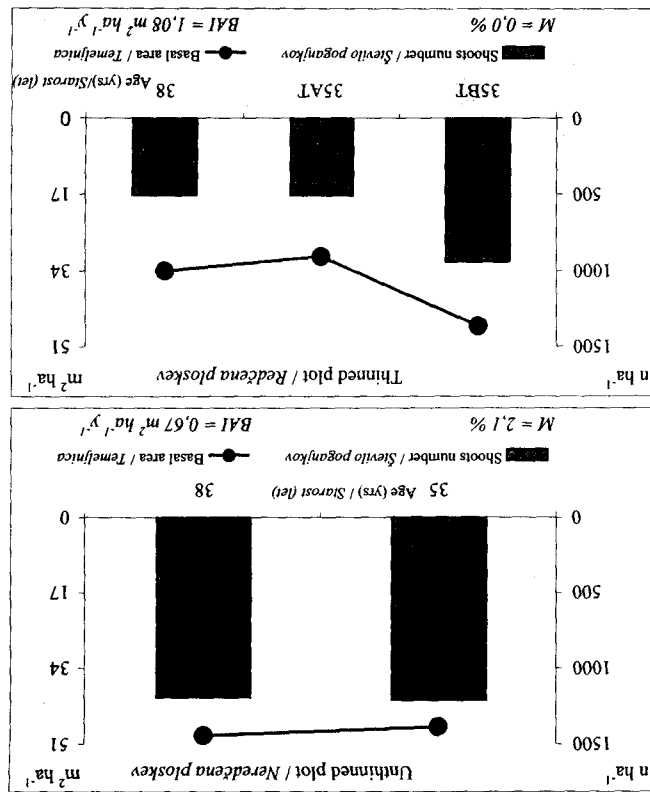 n ha⁻¹ Unthinned plot / Neredčena ploskev m² ha⁻¹
1500 51
1000 34
500 17
0 0
35 Age (yrs) / Starost (let) 38
Shoots number / Število poganjkov Basal area / Temeljnica
M = 2,1 % BAI = 0,67 m² ha⁻¹ y⁻¹
n ha⁻¹ Thinned plot / Redčena ploskev m² ha⁻¹
1500 51
1000 34
500 17
0 0
35BT 35AT 38 Age (yrs)/Starost (let)
Shoots number / Število poganjkov Basal area / Temeljnica
M = 0,0 % BAI = 1,08 m² ha⁻¹ y⁻¹